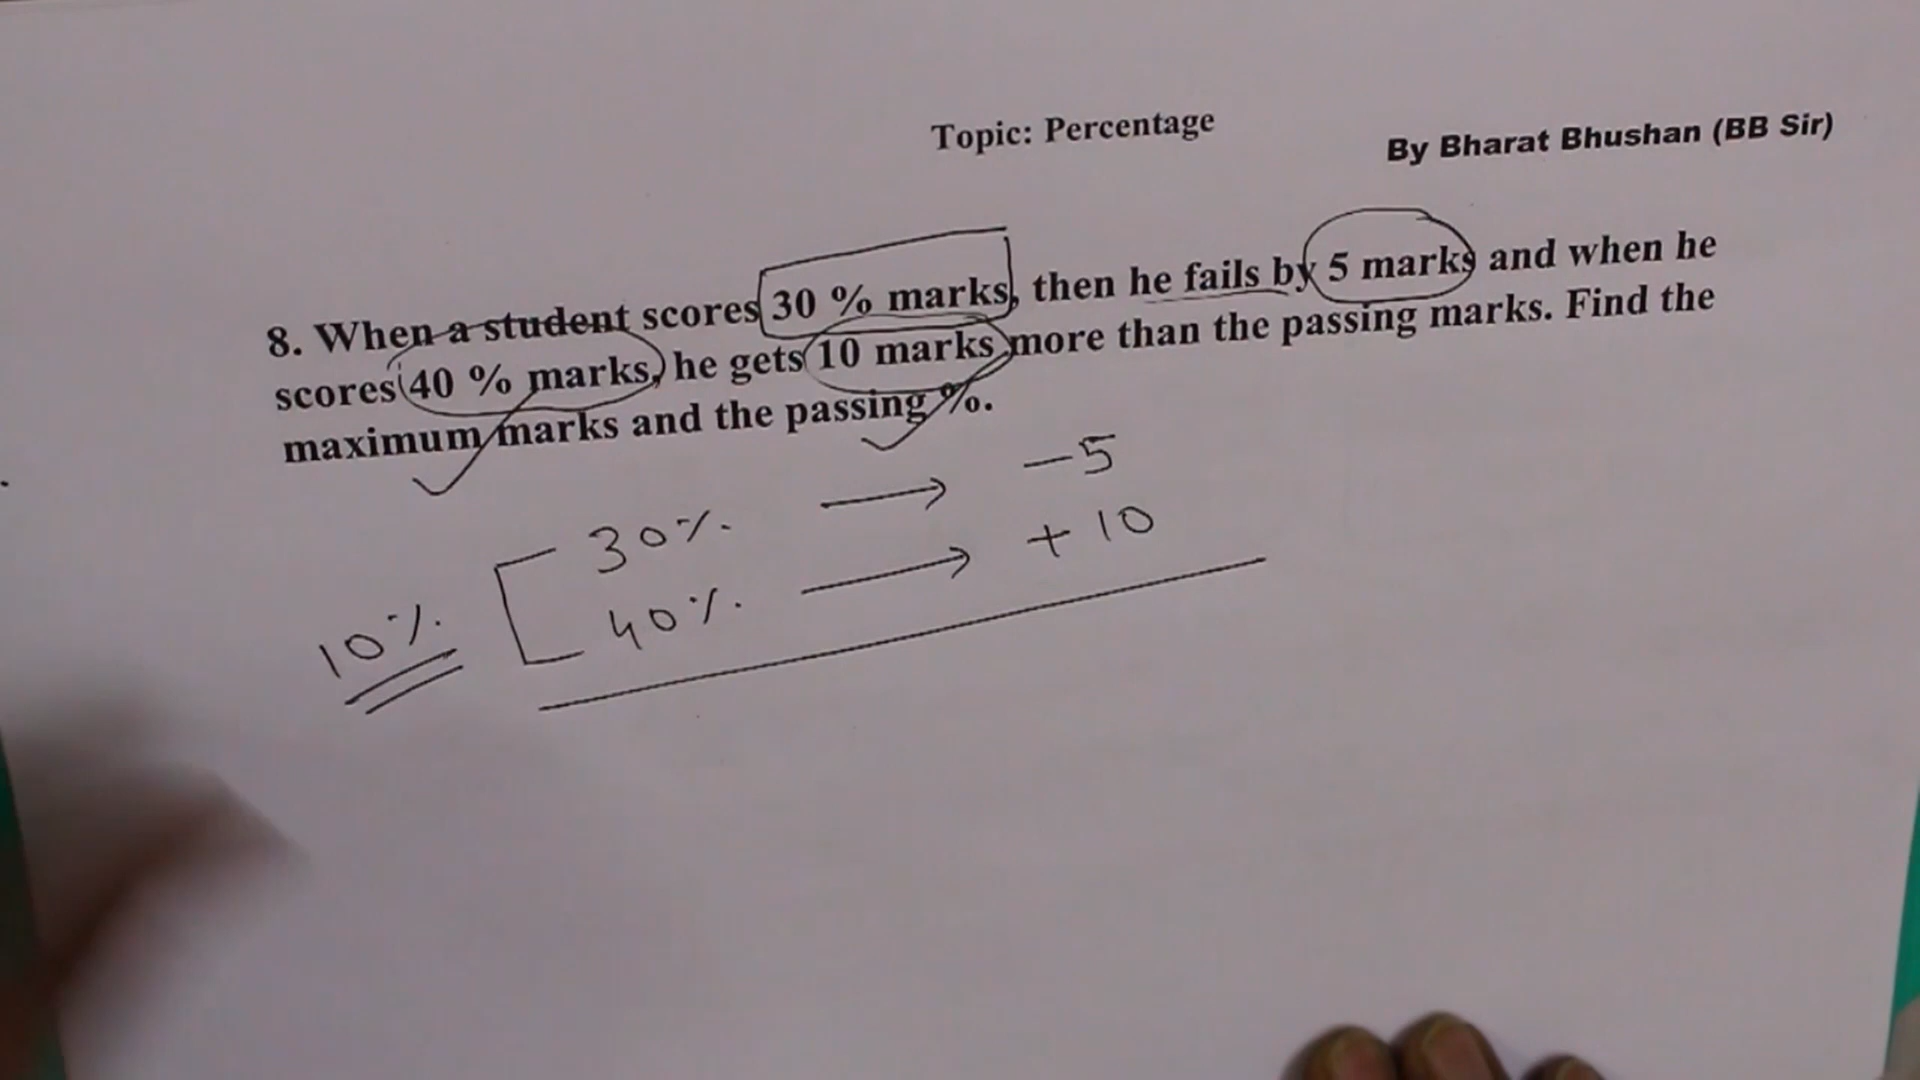 Topic: Percentage
By Bharat Bhushan (BB Sir)
8. When a student scores 30 % marks, then he fails by 5 marks and when he
scores 40 % marks, he gets 10 marks more than the passing marks. Find the
maximum marks and the passing %.
30% → -5
40% → +10
10%